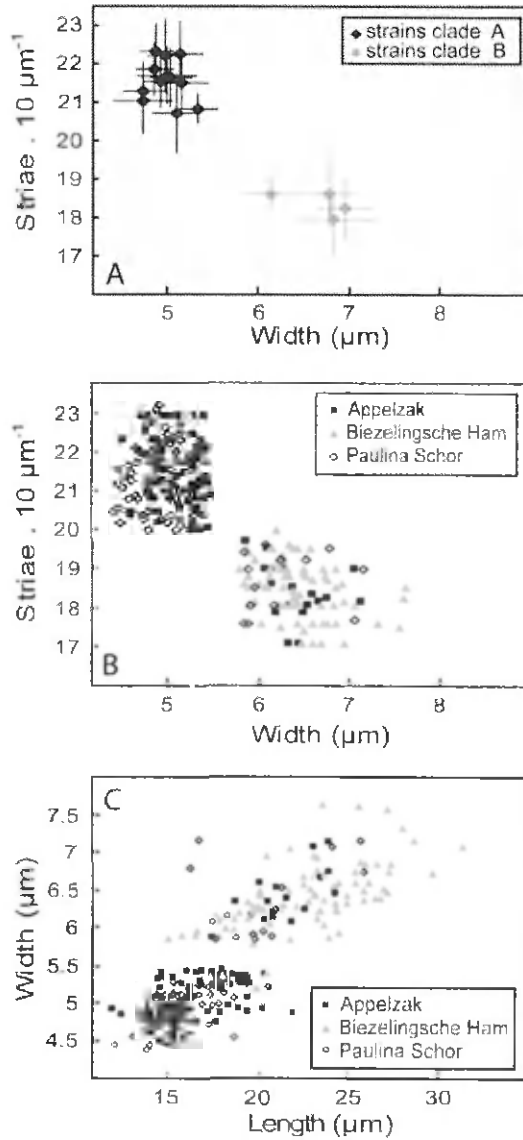 strains clade A
strains clade B
23
22
21
20
19
18
17
Striae . 10 µm-1
A
5
6
7
8
Width (µm)
Appelzak
Biezelingsche Ham
Paulina Schor
23
22
21
20
19
18
17
Striae . 10 µm-1
B
5
6
7
8
Width (µm)
C
7.5
7
6.5
6
5.5
5
4.5
Width (µm)
Appelzak
Biezelingsche Ham
Paulina Schor
15
20
25
30
Length (µm)